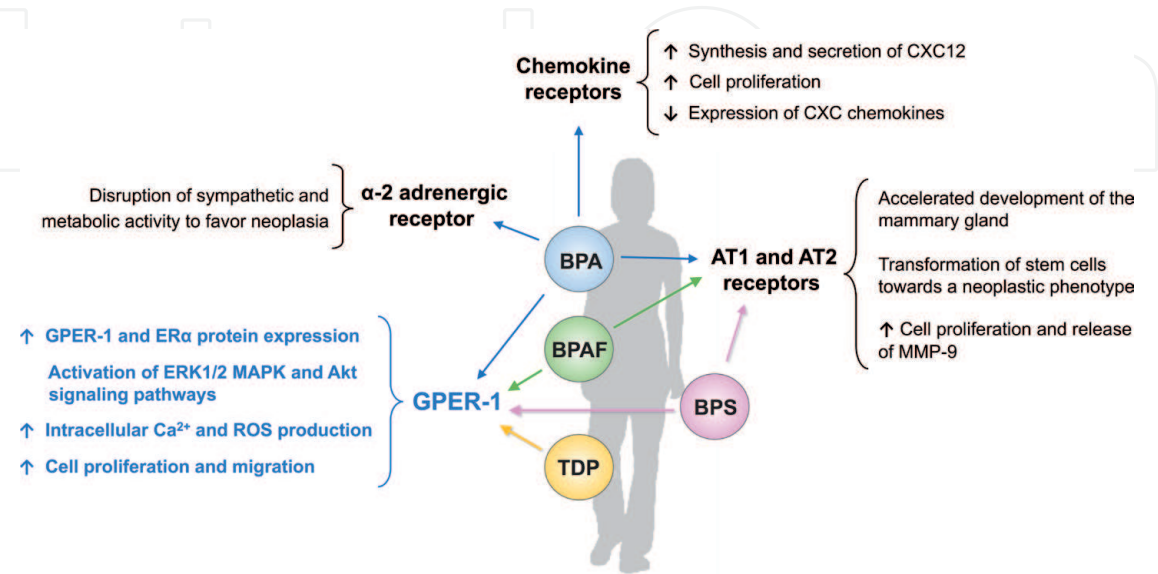 Chemokine
receptors
↑ Synthesis and secretion of CXC12
↑ Cell proliferation
↓ Expression of CXC chemokines
Disruption of sympathetic and
metabolic activity to favor neoplasia
α-2 adrenergic
receptor
BPA
AT1 and AT2
receptors
Accelerated development of the
mammary gland
Transformation of stem cells
towards a neoplastic phenotype
↑ Cell proliferation and release
of MMP-9
↑ GPER-1 and ERα protein expression
Activation of ERK1/2 MAPK and Akt
signaling pathways
↑ Intracellular Ca²⁺ and ROS production
↑ Cell proliferation and migration
GPER-1
BPAF
BPS
TDP